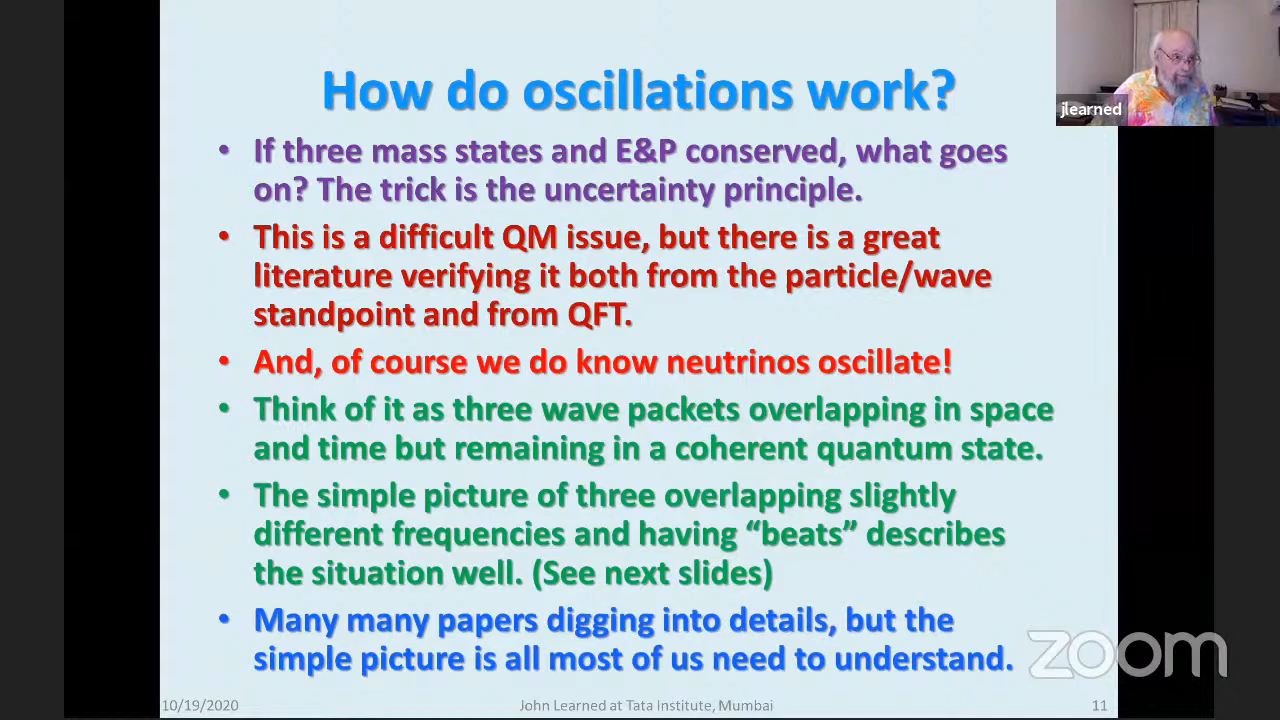 How do oscillations work?
jlearned
• If three mass states and E&P conserved, what goes
on? The trick is the uncertainty principle.
• This is a difficult QM issue, but there is a great
literature verifying it both from the particle/wave
standpoint and from QFT.
• And, of course we do know neutrinos oscillate!
• Think of it as three wave packets overlapping in space
and time but remaining in a coherent quantum state.
• The simple picture of three overlapping slightly
different frequencies and having “beats” describes
the situation well. (See next slides)
• Many many papers digging into details, but the
simple picture is all most of us need to understand.
zoom
10/19/2020
John Learned at Tata Institute, Mumbai
11